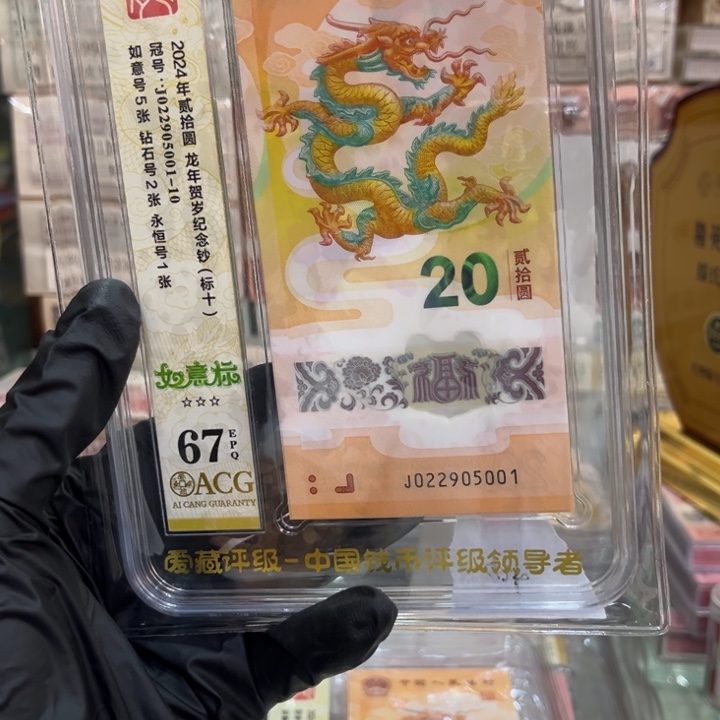 2024年贰拾圆 龙年贺岁纪念钞(标十)
冠号:J022905001-10
如意号5张 钻石号2张 永恒号1张
如意标
☆☆☆
67
EPQ
ACG
AI CANG GUARANTY
20
贰拾圆
福
J022905001
爱藏评级-中国钱币评级领导者